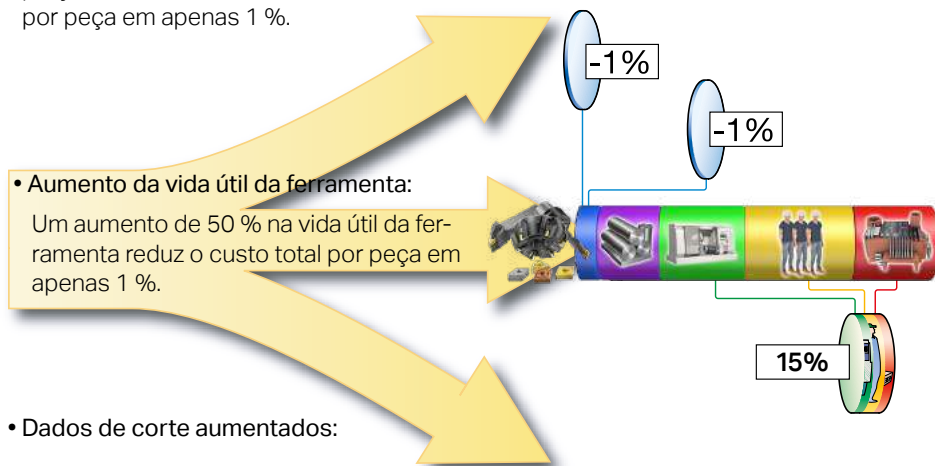 por peça em apenas 1 %.
-1%
-1%
• Aumento da vida útil da ferramenta:
Um aumento de 50 % na vida útil da fer-
ramenta reduz o custo total por peça em
apenas 1 %.
15%
• Dados de corte aumentados: